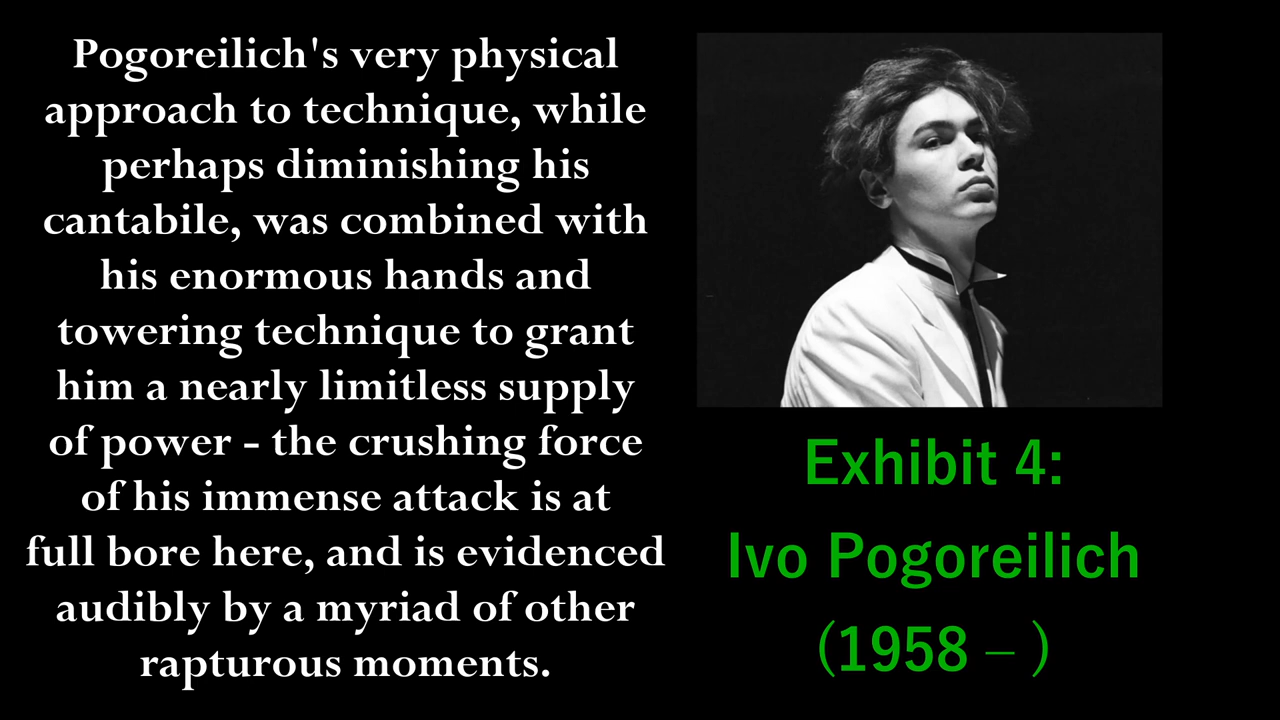 Pogoreilich's very physical
approach to technique, while
perhaps diminishing his
cantabile, was combined with
his enormous hands and
towering technique to grant
him a nearly limitless supply
of power - the crushing force
of his immense attack is at
full bore here, and is evidenced
audibly by a myriad of other
rapturous moments.
Exhibit 4:
Ivo Pogoreilich
(1958 – )